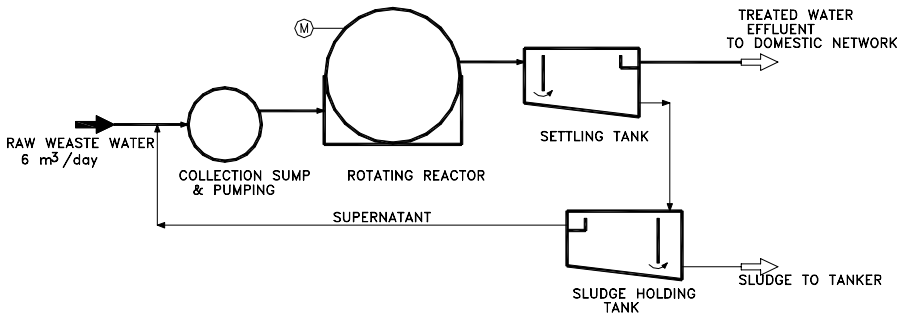 TREATED WATER
EFFLUENT
TO DOMESTIC NETWORK
M
SETTLING TANK
RAW WEASTE WATER
6 m³/day
COLLECTION SUMP
& PUMPING
ROTATING REACTOR
SUPERNATANT
SLUDGE TO TANKER
SLUDGE HOLDING
TANK